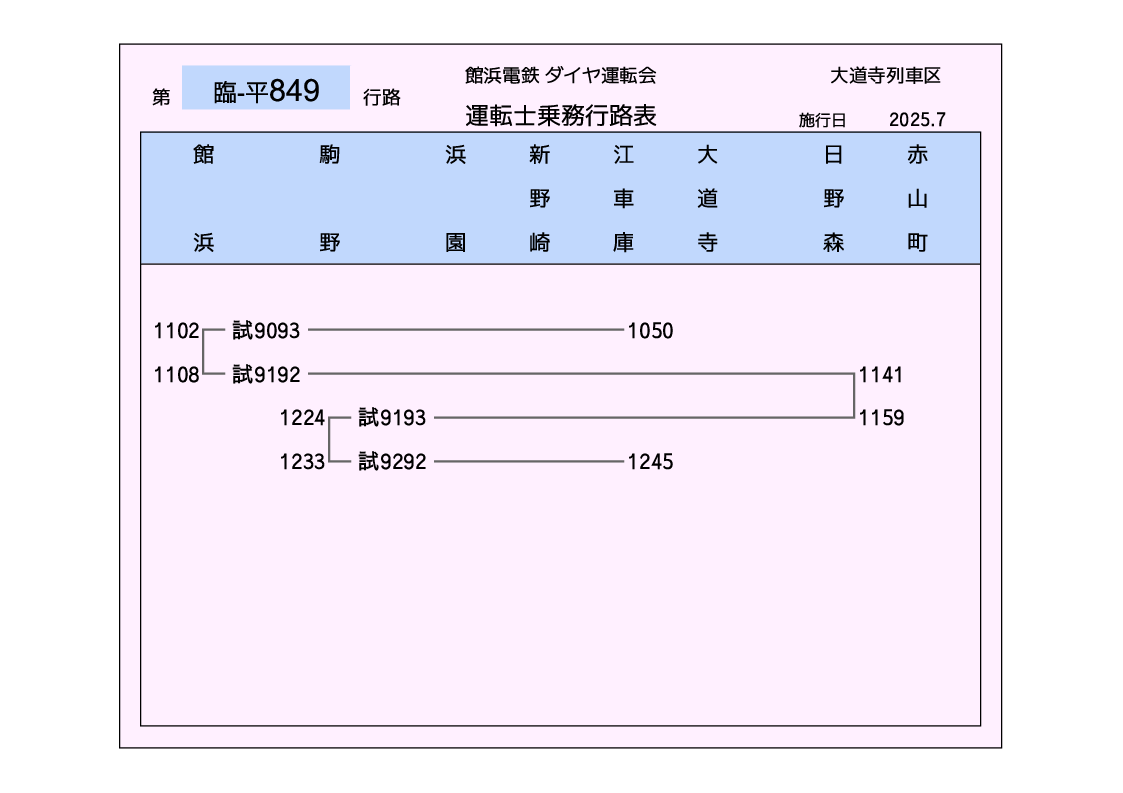 第 臨-平849 行路
館浜電鉄 ダイヤ運転会
運転士乗務行路表
大道寺列車区
施行日 2025.7
館浜 駒野 浜園 新野崎 江車庫 大道寺 日野森 赤山町
1102 試9093 1050
1108 試9192 1141
1224 試9193 1159
1233 試9292 1245